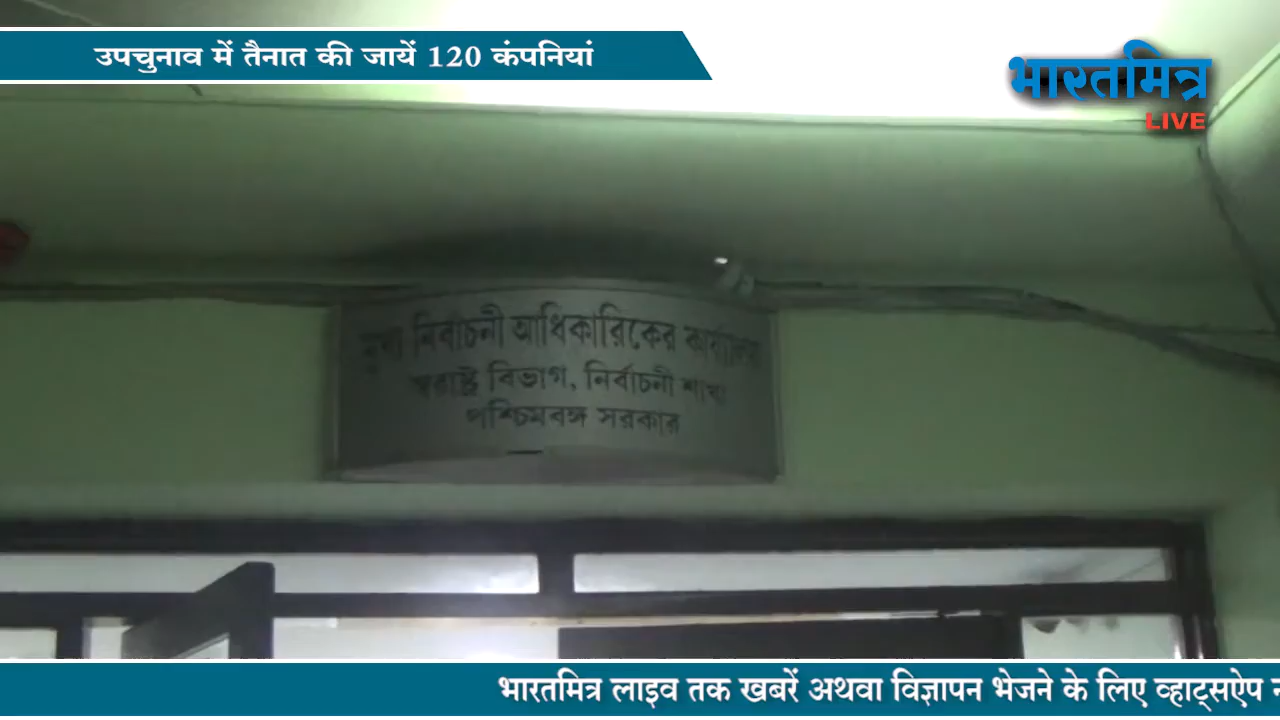 उपचुनाव में तैनात की जायें 120 कंपनियां
भारतमित्र
LIVE
মুখ্য নির্বাচনী আধিকারিকের কার্যালয়
স্বরাষ্ট্র বিভাগ, নির্বাচনী শাখা
পশ্চিমবঙ্গ সরকার
भारतमित्र लाइव तक खबरें अथवा विज्ञापन भेजने के लिए व्हाट्सऐप